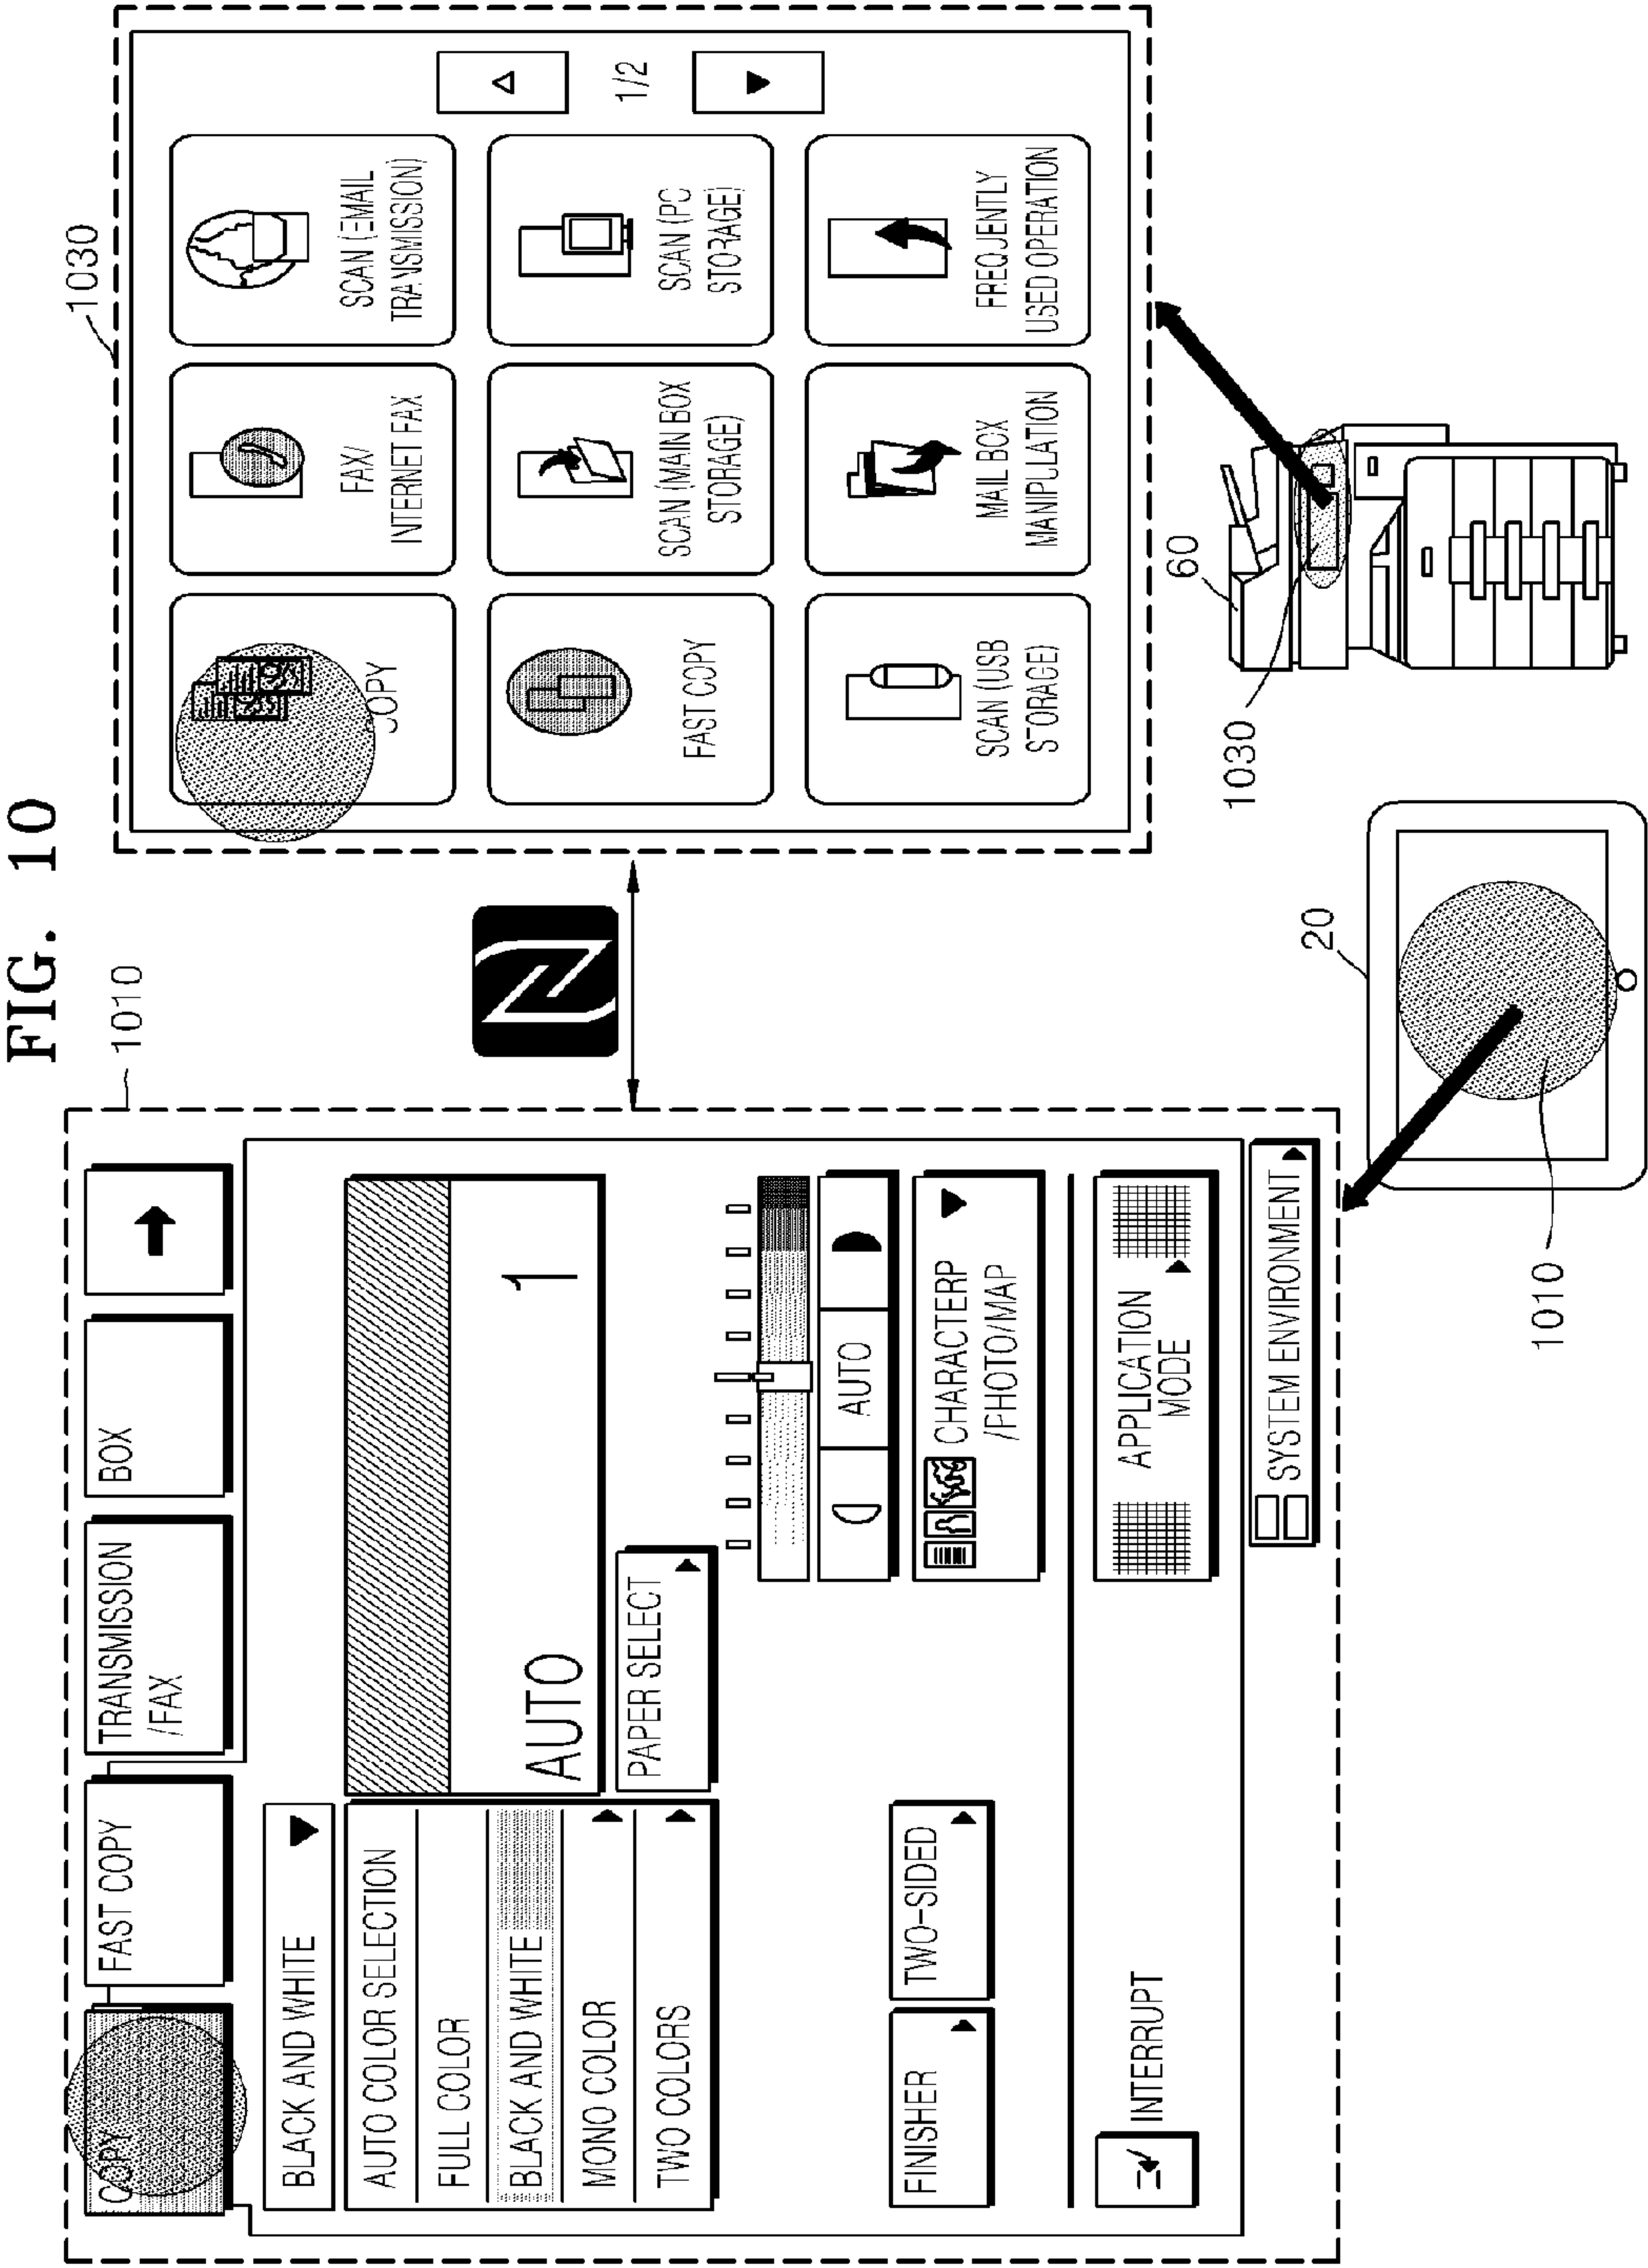 FIG. 10
1010
COPY
FAST COPY
TRANSMISSION
/FAX
BOX
BLACK AND WHITE
AUTO COLOR SELECTION
FULL COLOR
BLACK AND WHITE
MONO COLOR
TWO COLORS
AUTO
1
PAPER SELECT
AUTO
FINISHER
TWO-SIDED
CHARACTERP
/PHOTO/MAP
INTERRUPT
APPLICATION
MODE
SYSTEM ENVIRONMENT
1030
COPY
FAX/
INTERNET FAX
SCAN (EMAIL
TRANSMISSION)
FAST COPY
SCAN (MAIN BOX
STORAGE)
SCAN (PC
STORAGE)
SCAN (USB
STORAGE)
MAIL BOX
MANIPULATION
FREQUENTLY
USED OPERATION
1/2
20
1010
60
1030